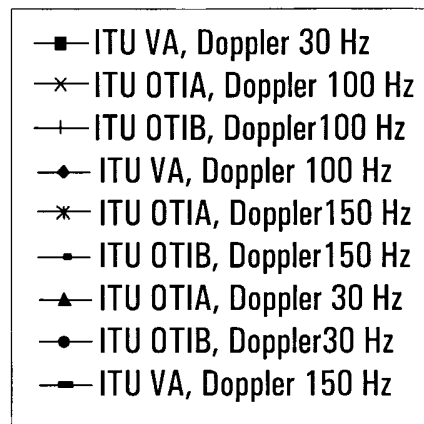 ITU VA, Doppler 30 Hz
ITU OTIA, Doppler 100 Hz
ITU OTIB, Doppler100 Hz
ITU VA, Doppler 100 Hz
ITU OTIA, Doppler150 Hz
ITU OTIB, Doppler150 Hz
ITU OTIA, Doppler 30 Hz
ITU OTIB, Doppler30 Hz
ITU VA, Doppler 150 Hz